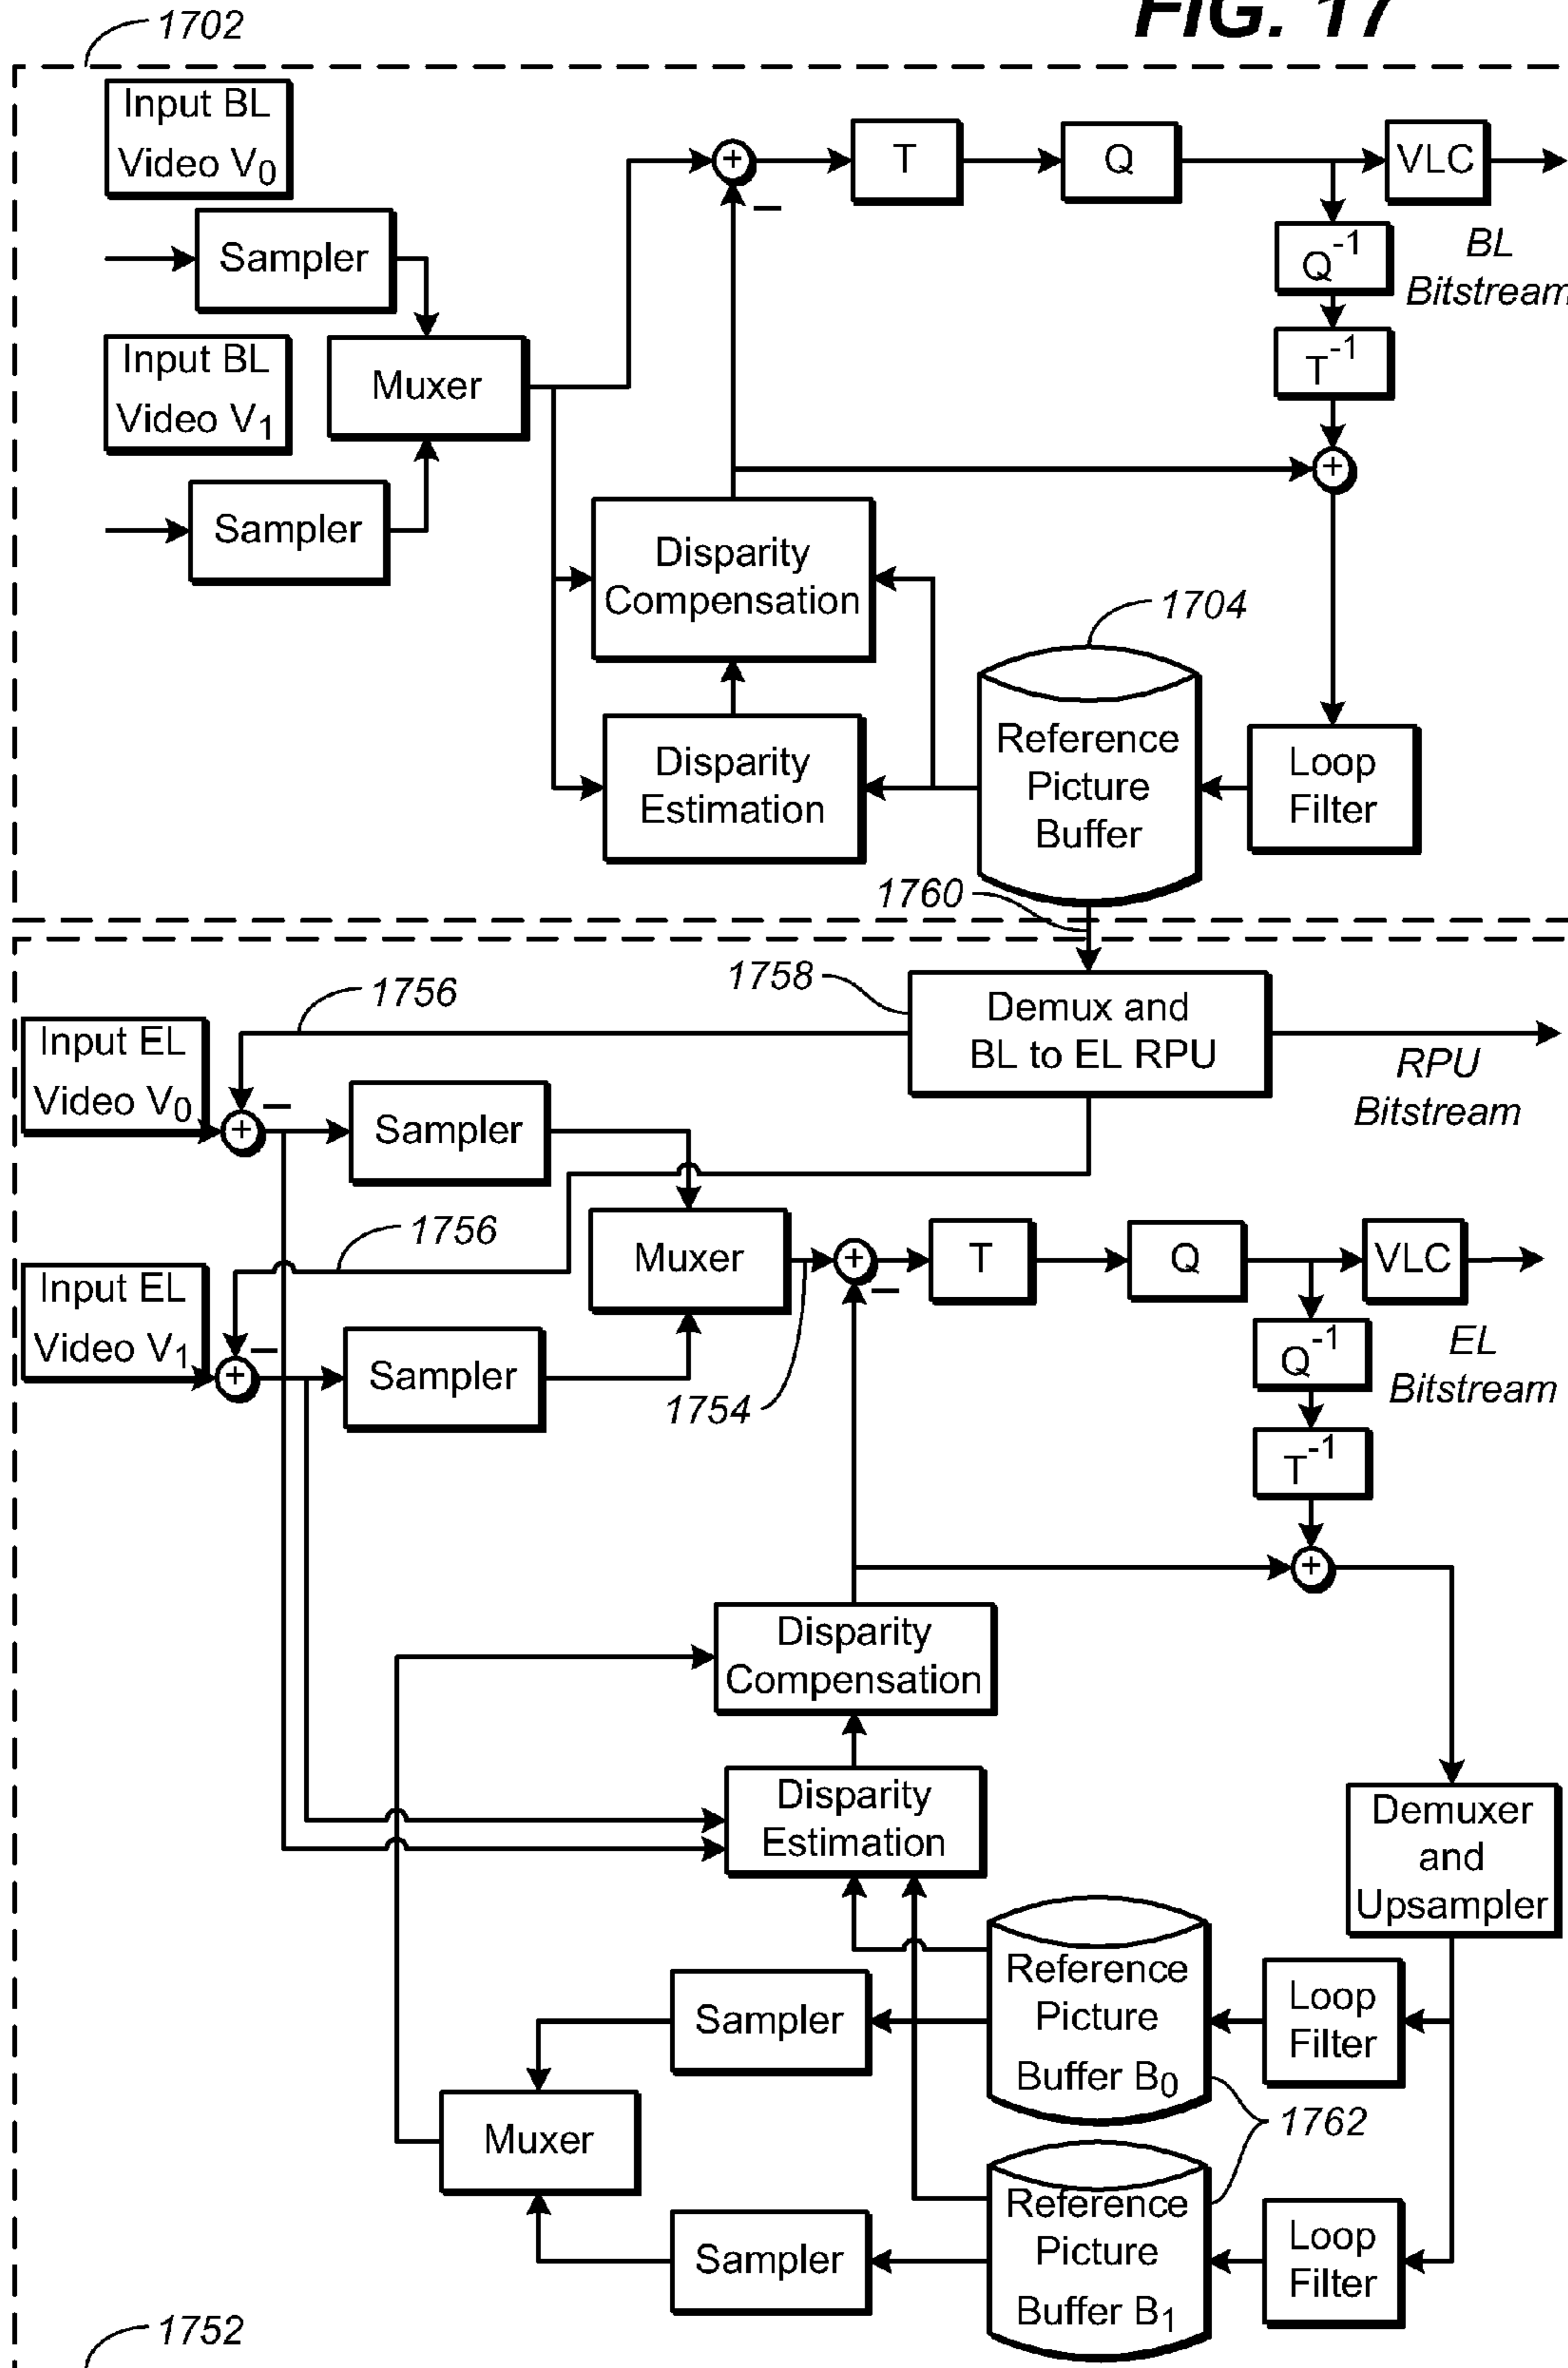 FIG. 17
1702
Input BL
Video V0
Sampler
Input BL
Video V1
Sampler
Muxer
+
−
T
Q
VLC
BL
Bitstream
Q-1
T-1
+
Disparity
Compensation
Disparity
Estimation
1704
Reference
Picture
Buffer
Loop
Filter
1760
1758
Demux and
BL to EL RPU
RPU
Bitstream
1756
Input EL
Video V0
+
−
Sampler
1756
Input EL
Video V1
+
−
Sampler
Muxer
1754
+
−
T
Q
VLC
EL
Bitstream
Q-1
T-1
+
Disparity
Compensation
Disparity
Estimation
Demuxer
and
Upsampler
Reference
Picture
Buffer B0
Loop
Filter
Sampler
Muxer
1762
Sampler
Reference
Picture
Buffer B1
Loop
Filter
1752